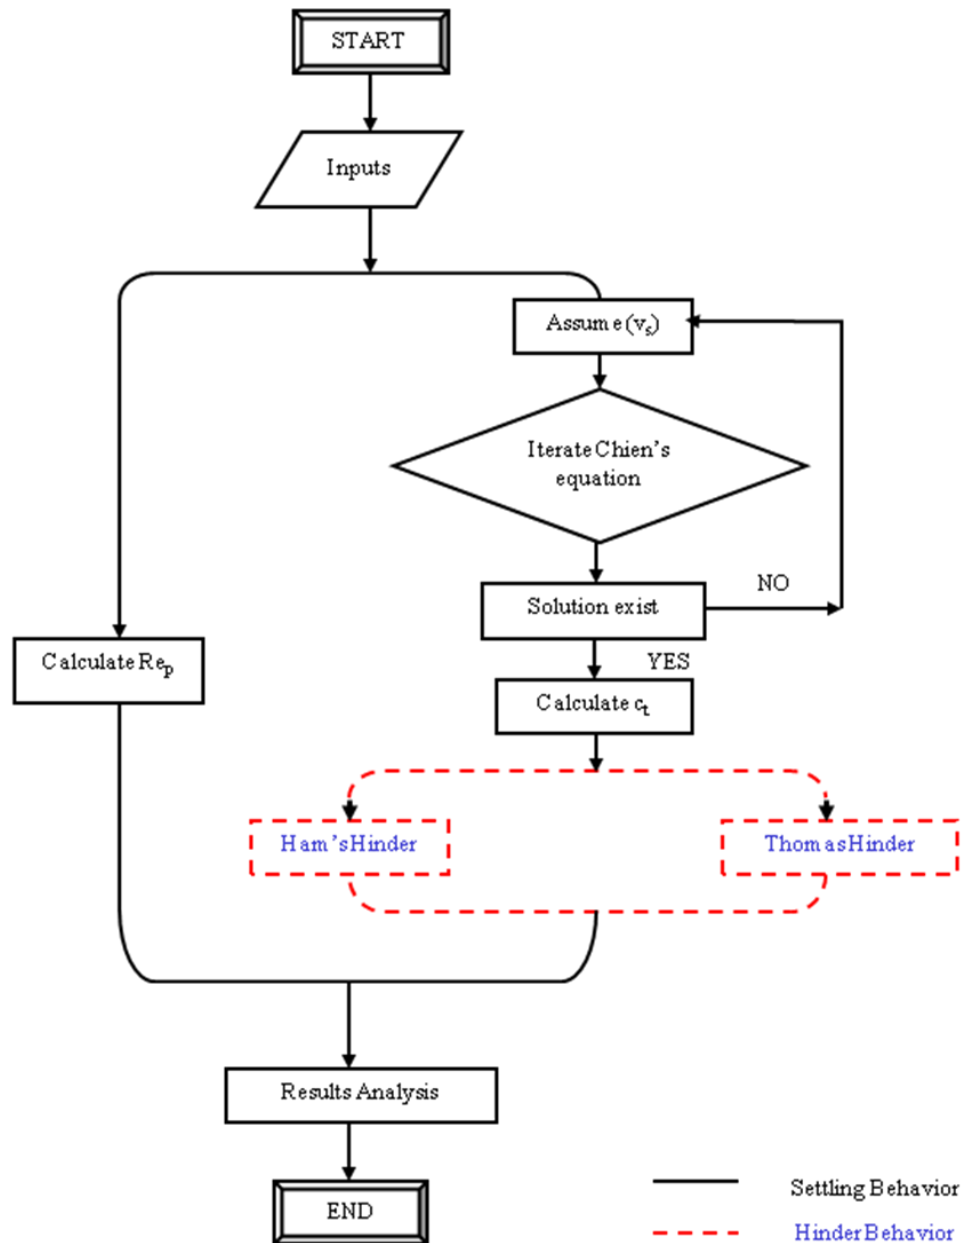 START
Inputs
Assume (vₛ)
Iterate Chien's
equation
Solution exist
NO
YES
Calculate Reₚ
Calculate cₜ
Ham's Hinder
Thomas Hinder
Results Analysis
END
Settling Behavior
Hinder Behavior